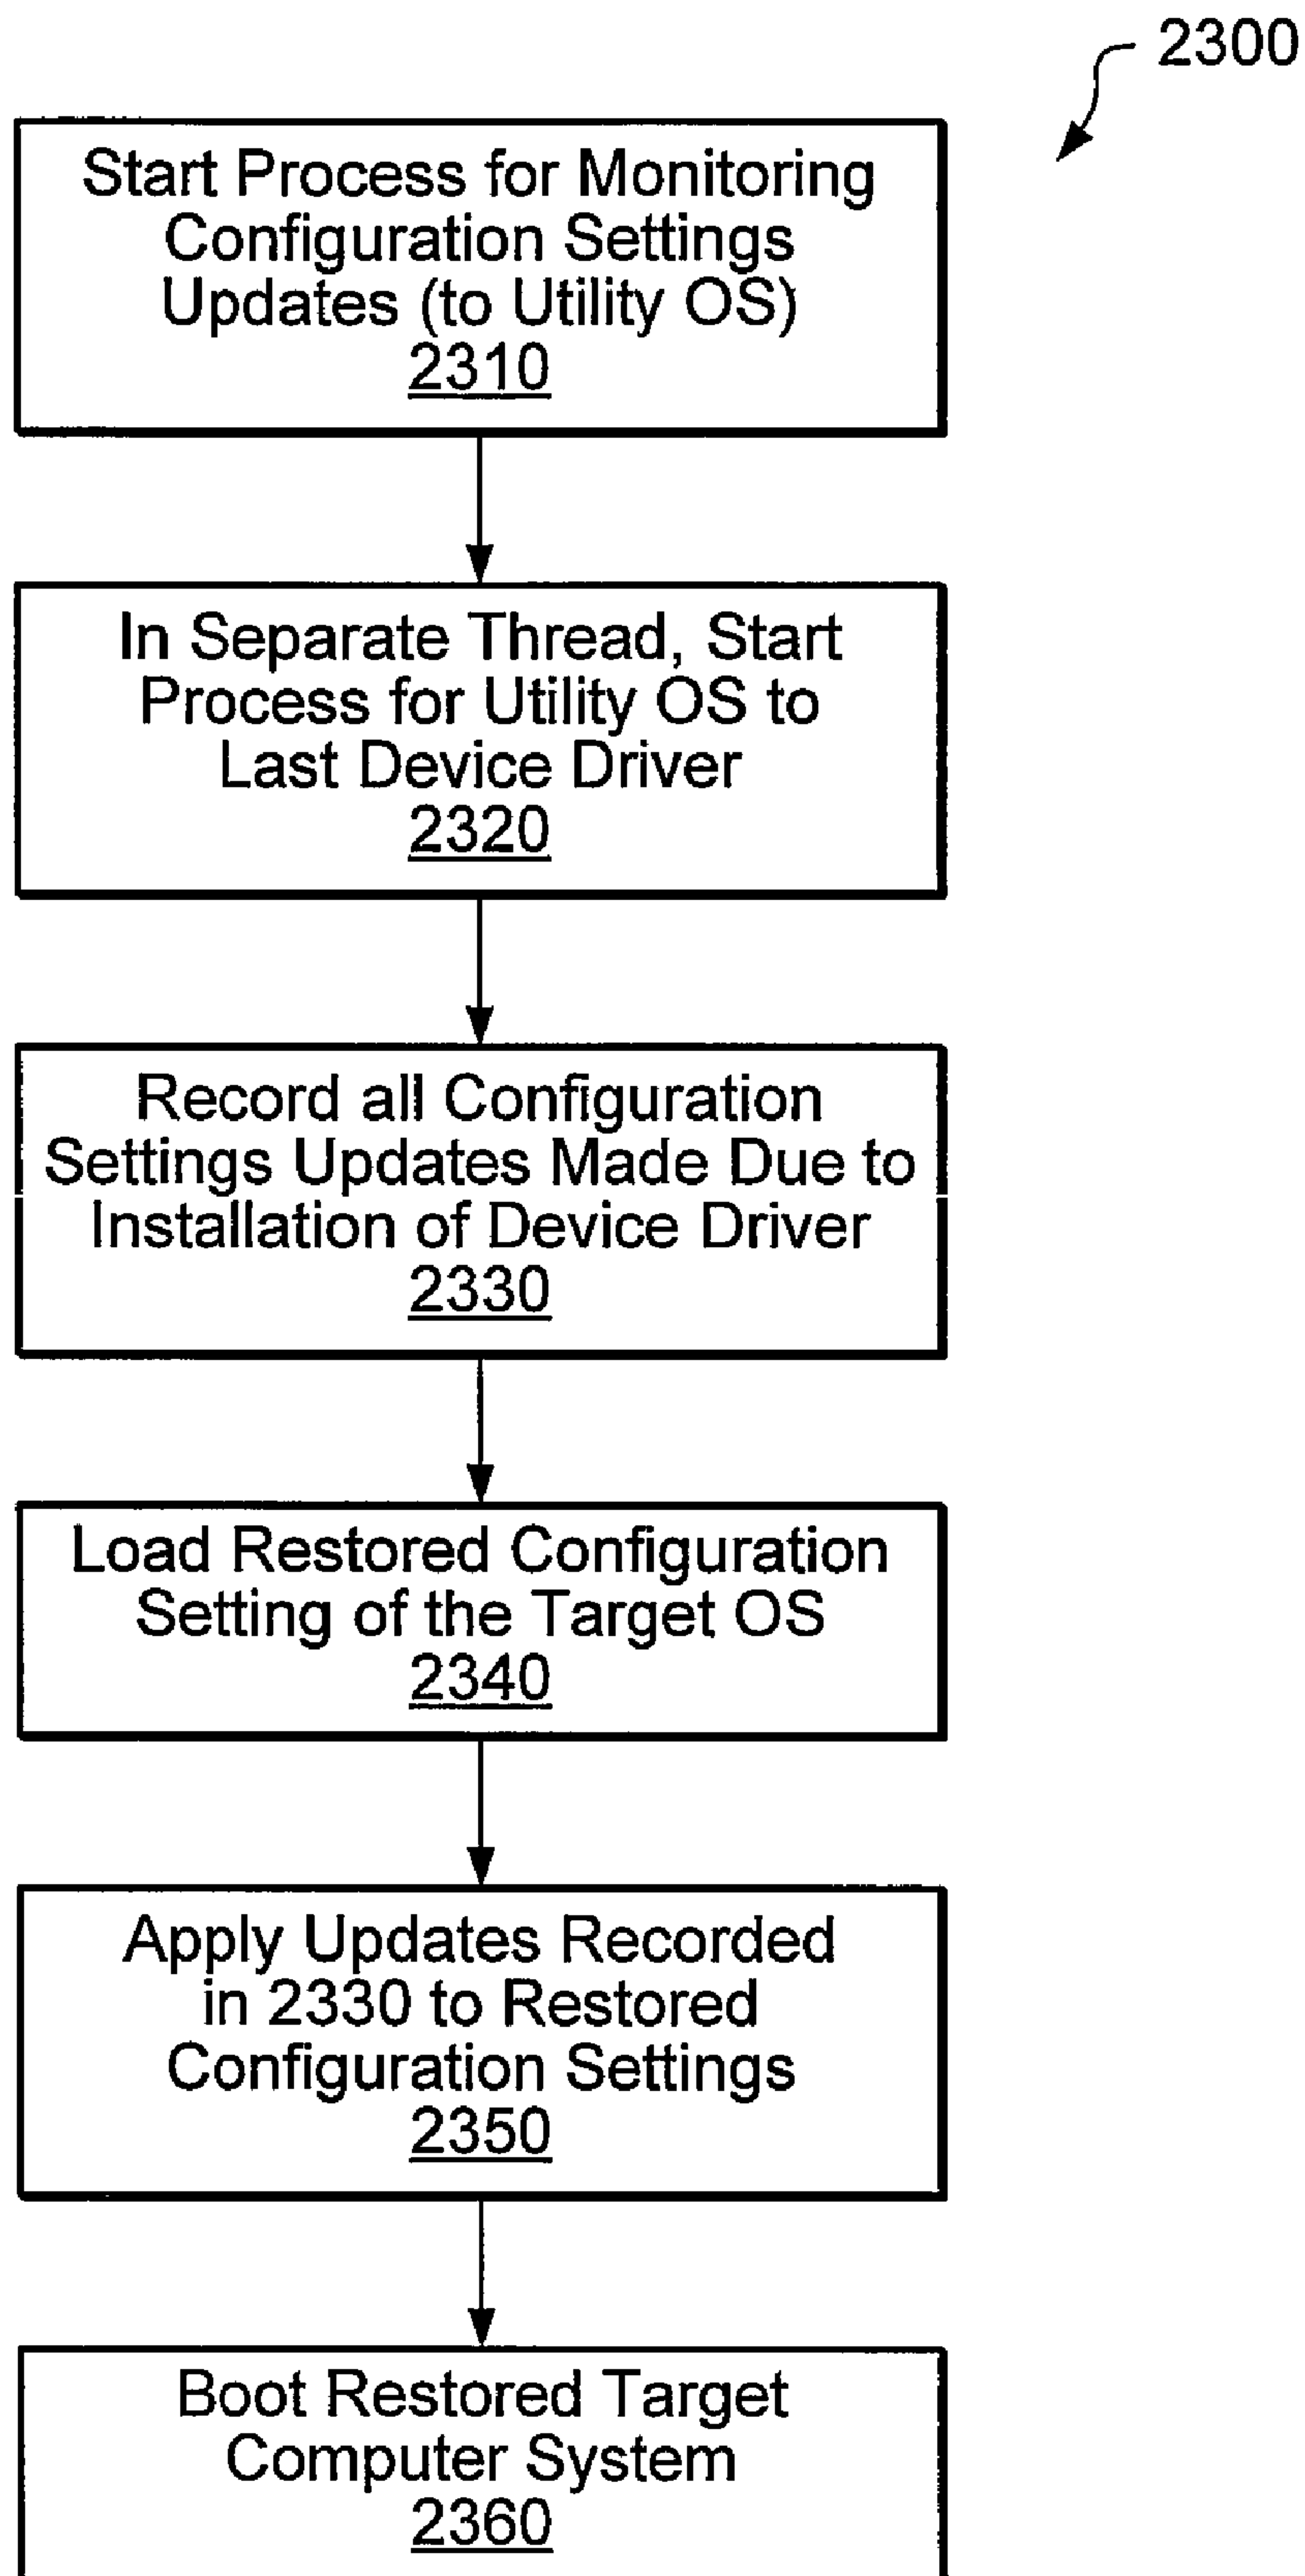 2300
Start Process for Monitoring
Configuration Settings
Updates (to Utility OS)
2310
In Separate Thread, Start
Process for Utility OS to
Last Device Driver
2320
Record all Configuration
Settings Updates Made Due to
Installation of Device Driver
2330
Load Restored Configuration
Setting of the Target OS
2340
Apply Updates Recorded
in 2330 to Restored
Configuration Settings
2350
Boot Restored Target
Computer System
2360